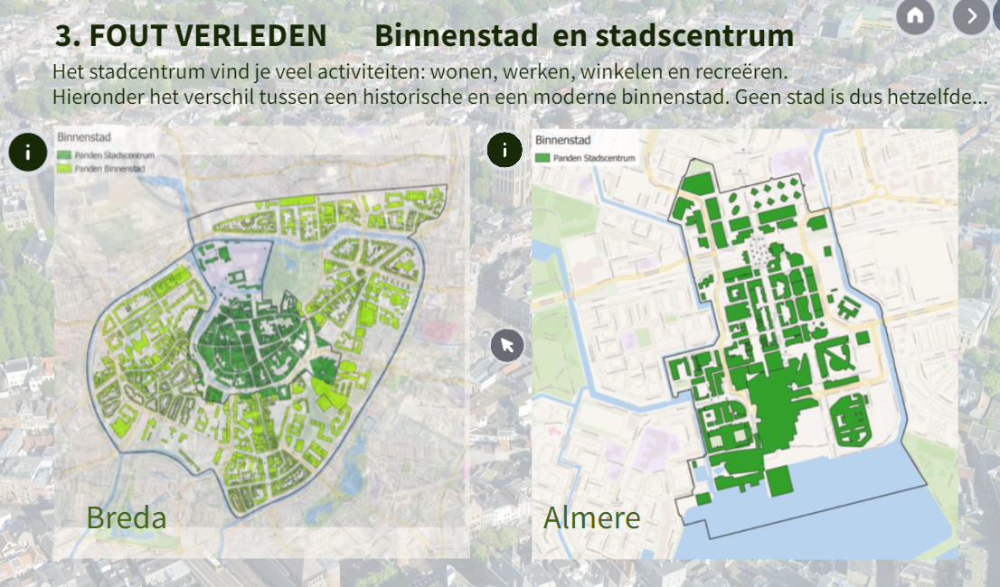 3. FOUT VERLEDEN Binnenstad en stadscentrum
Het stadcentrum vind je veel activiteiten: wonen, werken, winkelen en recreëren.
Hieronder het verschil tussen een historische en een moderne binnenstad. Geen stad is dus hetzelfde...
i
Binnenstad
Panden Stadscentrum
Panden Binnenstad
Breda
i
Binnenstad
Panden Stadscentrum
Almere